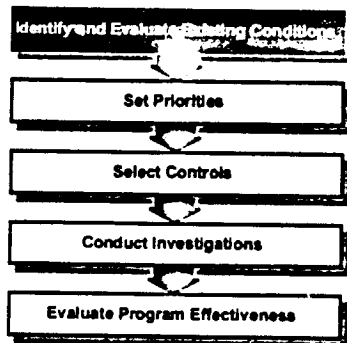 Identify and Evaluate Existing Conditions
Set Priorities
Select Controls
Conduct Investigations
Evaluate Program Effectiveness